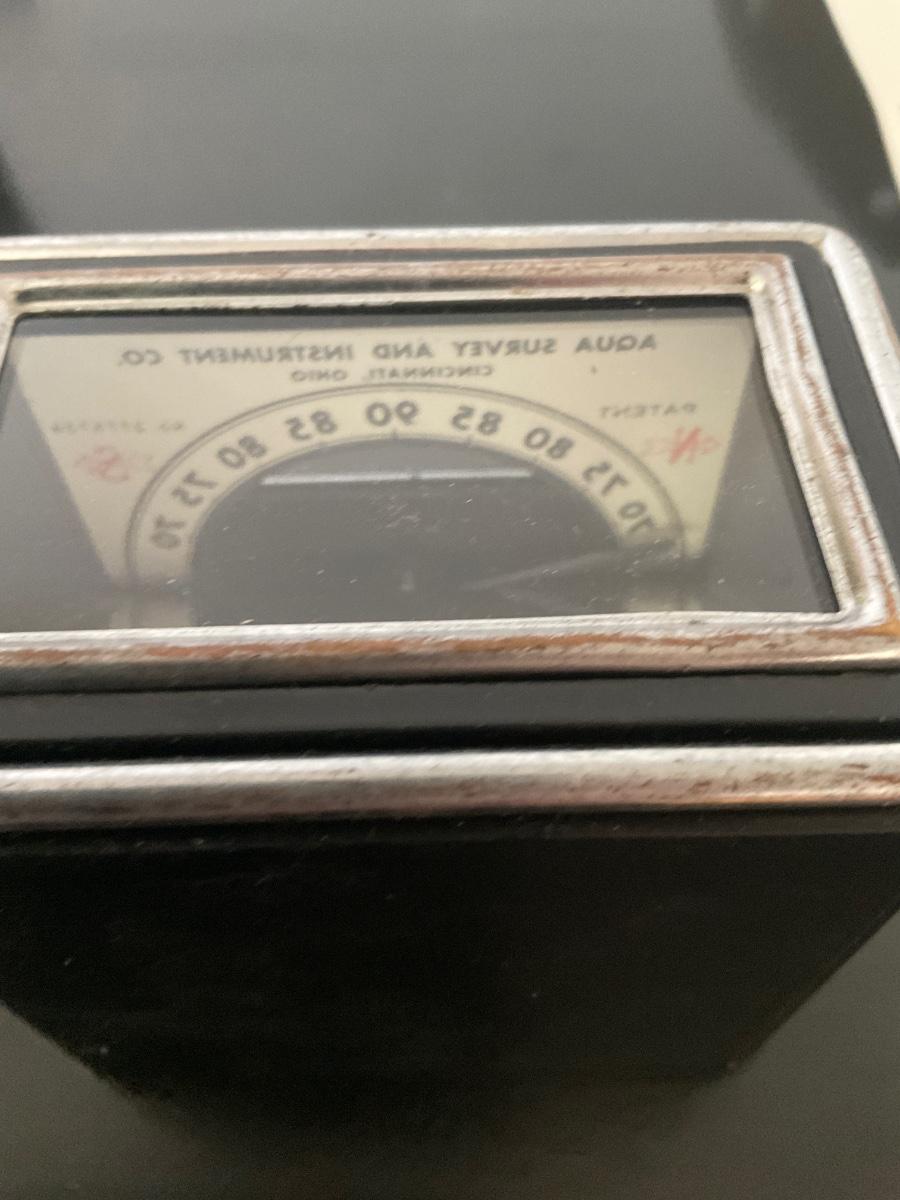 AQUA SURVEY AND INSTRUMENT CO.
CINCINNATI, OHIO
PATENT
70 75 80 85 90 85 80 75 70
A S